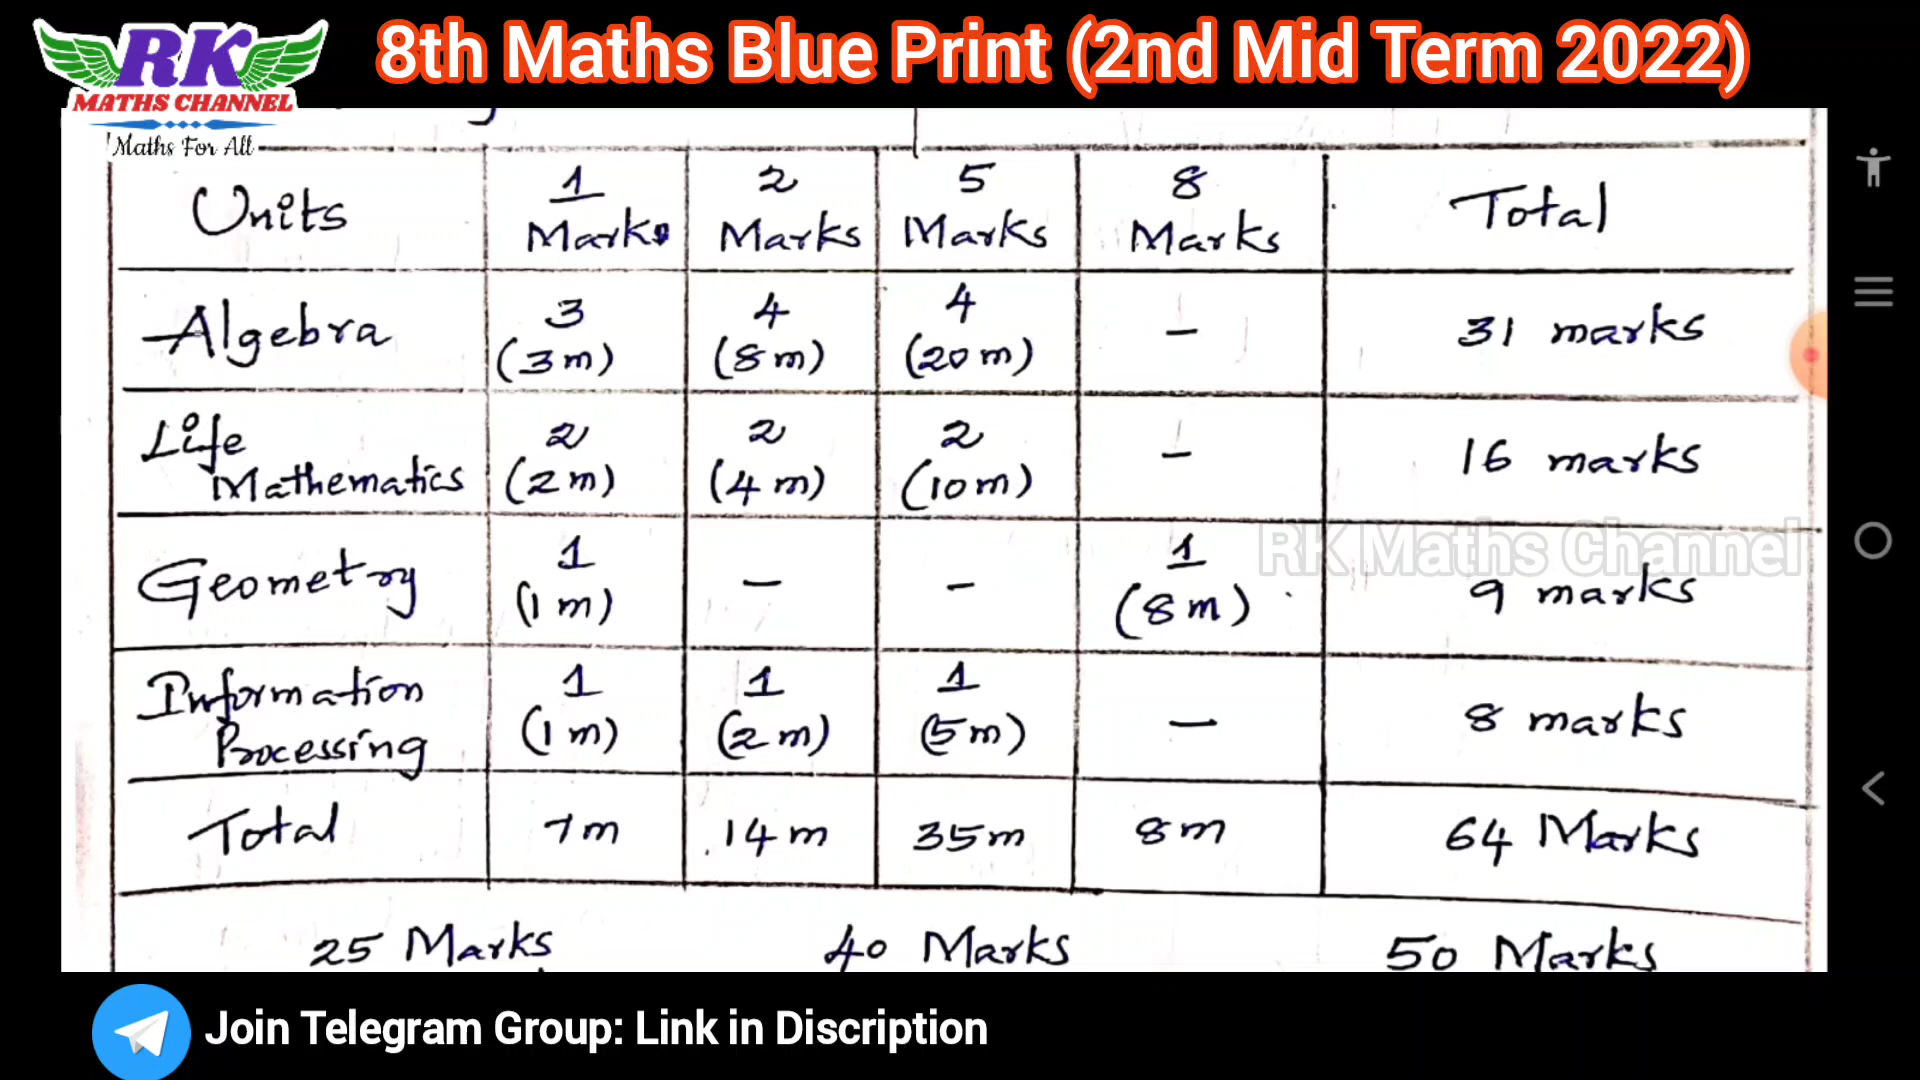 RK
MATHS CHANNEL
Maths For All
8th Maths Blue Print (2nd Mid Term 2022)
Units 1 Marks 2 Marks 5 Marks 8 Marks Total
Algebra 3 (3m) 4 (8m) 4 (20m) - 31 marks
Life Mathematics 2 (2m) 2 (4m) 2 (10m) - 16 marks
RK Maths Channel
Geometry 1 (1m) - - 1 (8m) 9 marks
Information Processing 1 (1m) 1 (2m) 1 (5m) - 8 marks
Total 7m 14m 35m 8m 64 Marks
25 Marks 40 Marks 50 Marks
Join Telegram Group: Link in Discription